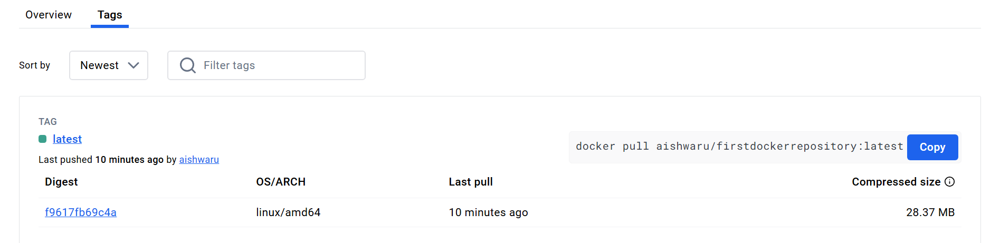 Overview Tags
Sort by Newest Filter tags
TAG
latest
docker pull aishwaru/firstdockerrepository:latest Copy
Last pushed 10 minutes ago by aishwaru
Digest OS/ARCH Last pull Compressed size
f9617fb69c4a linux/amd64 10 minutes ago 28.37 MB